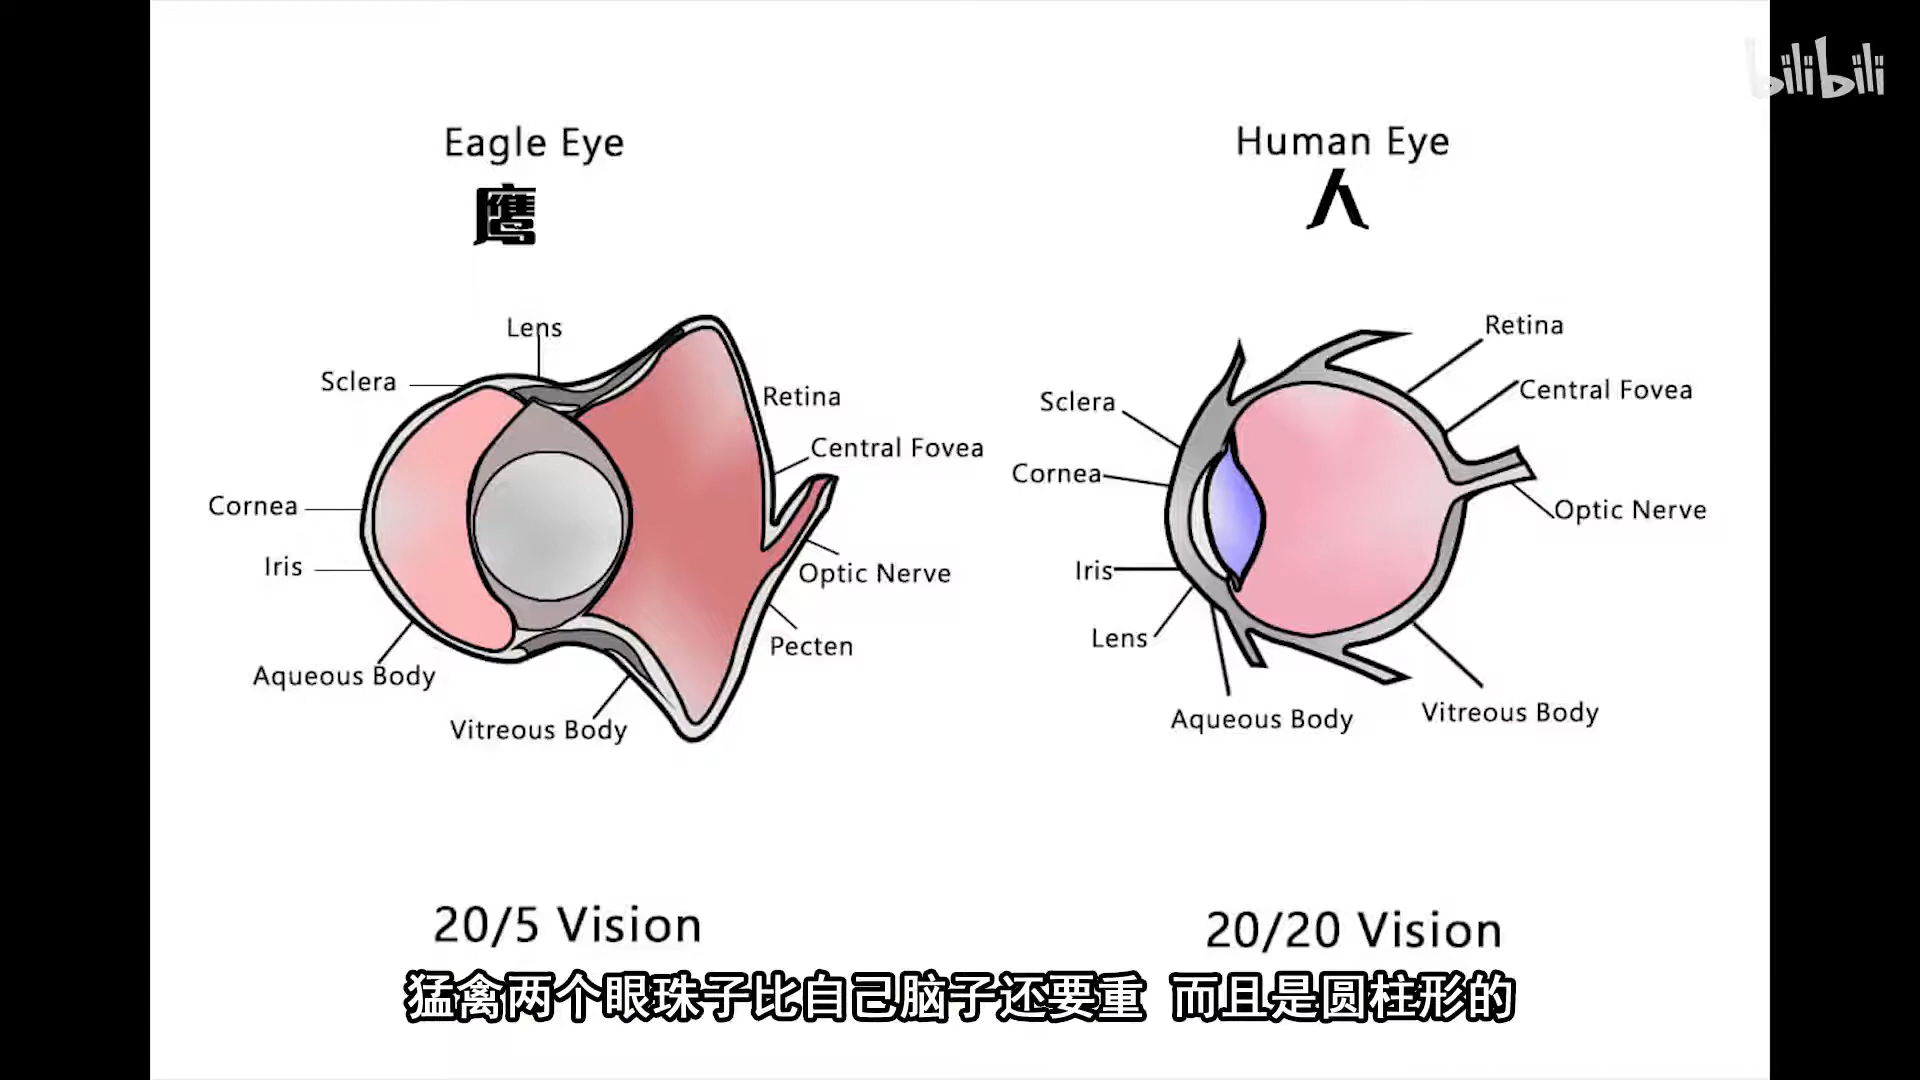 bilibili
Eagle Eye
鹰
Human Eye
人
Lens
Sclera
Retina
Central Fovea
Cornea
Iris
Optic Nerve
Pecten
Aqueous Body
Vitreous Body
Retina
Central Fovea
Sclera
Cornea
Optic Nerve
Iris
Lens
Aqueous Body
Vitreous Body
20/5 Vision
20/20 Vision
猛禽两个眼珠子比自己脑子还要重 而且是圆柱形的